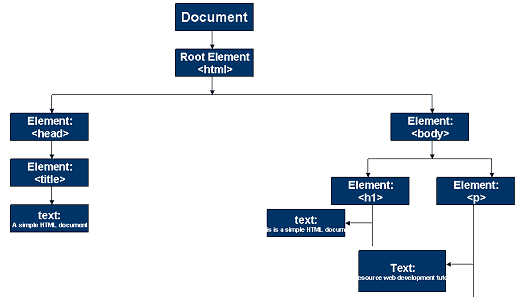 Document
Root Element
<html>
Element:
<head>
Element:
<body>
Element:
<title>
Element:
<h1>
Element:
<p>
text:
A simple HTML document
text:
is is a simple HTML docum
Text:
esource web development tuto